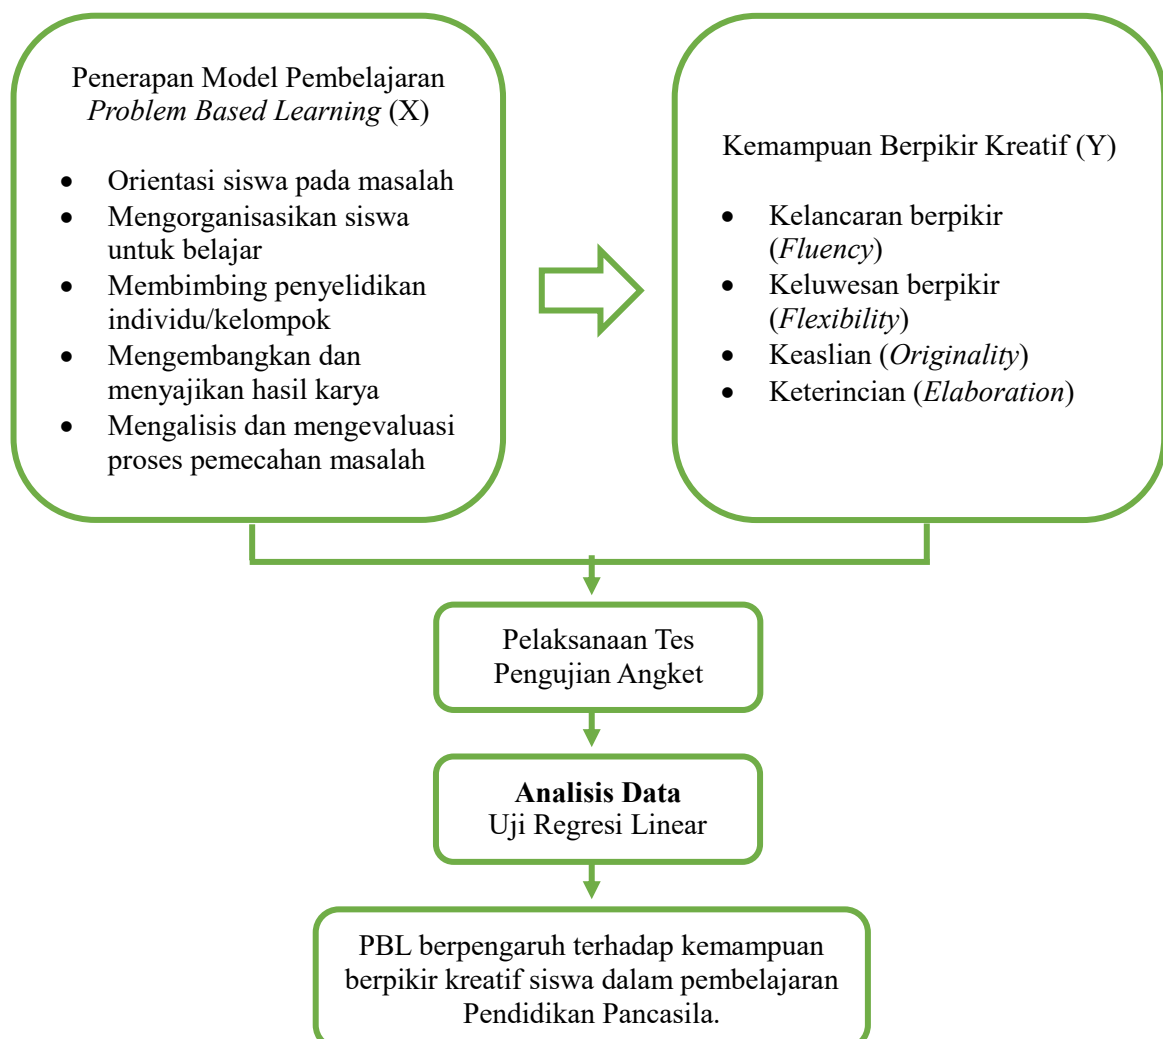 Penerapan Model Pembelajaran
Problem Based Learning (X)
• Orientasi siswa pada masalah
• Mengorganisasikan siswa
untuk belajar
• Membimbing penyelidikan
individu/kelompok
• Mengembangkan dan
menyajikan hasil karya
• Mengalisis dan mengevaluasi
proses pemecahan masalah
Kemampuan Berpikir Kreatif (Y)
• Kelancaran berpikir
(Fluency)
• Keluwesan berpikir
(Flexibility)
• Keaslian (Originality)
• Keterincian (Elaboration)
Pelaksanaan Tes
Pengujian Angket
Analisis Data
Uji Regresi Linear
PBL berpengaruh terhadap kemampuan
berpikir kreatif siswa dalam pembelajaran
Pendidikan Pancasila.